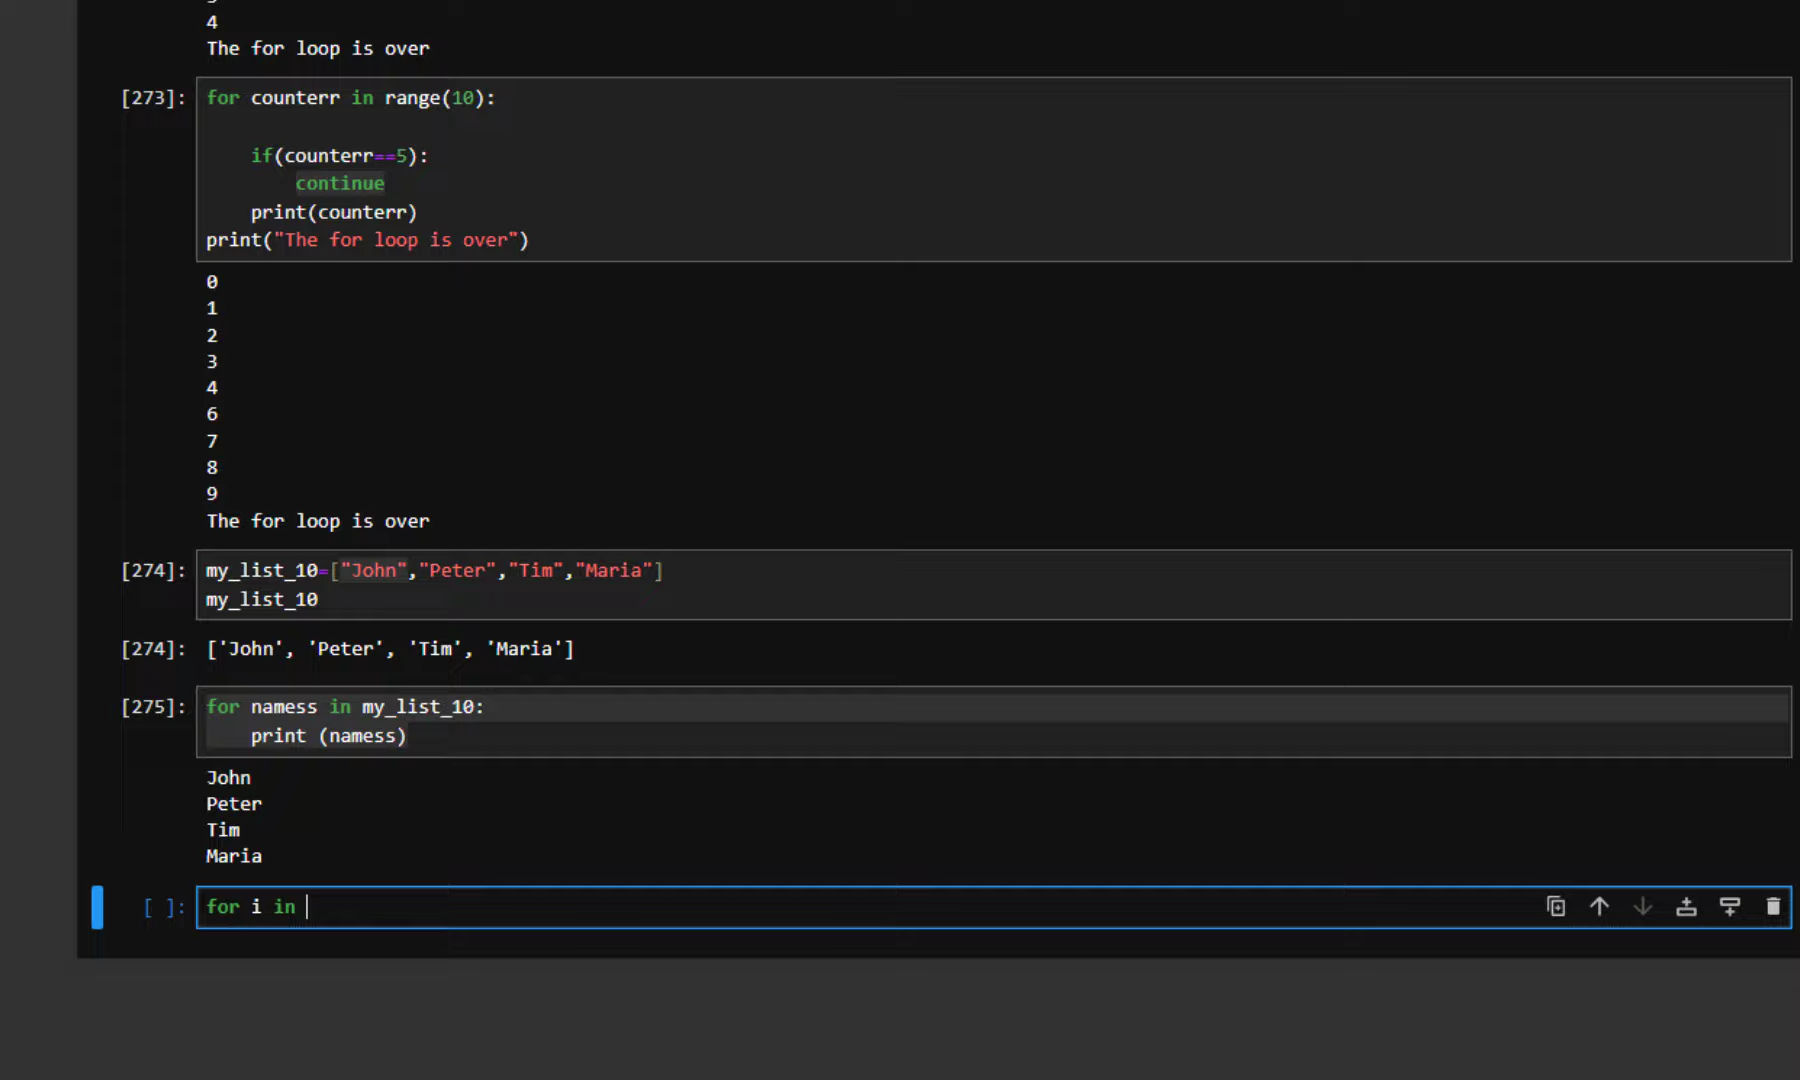 4
The for loop is over
[273]: for counterr in range(10):
if(counterr==5):
continue
print(counterr)
print("The for loop is over")
0
1
2
3
4
6
7
8
9
The for loop is over
[274]: my_list_10=["John","Peter","Tim","Maria"]
my_list_10
[274]: ['John', 'Peter', 'Tim', 'Maria']
[275]: for namess in my_list_10:
print (namess)
John
Peter
Tim
Maria
[ ]: for i in